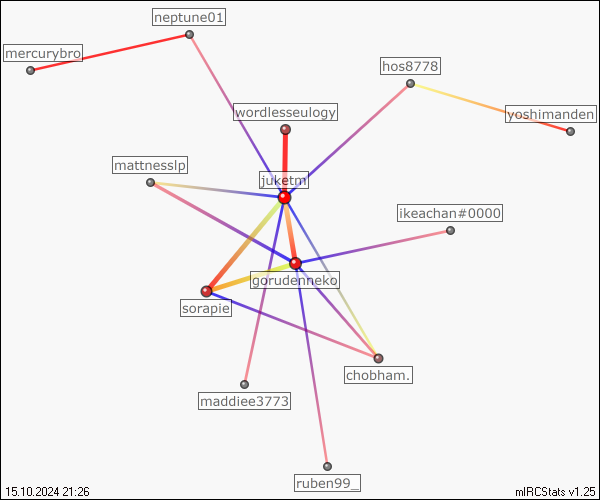 neptune01
mercurybro
hos8778
wordlesseulogy
yoshimanden
mattnesslp
juketm
ikeachan#0000
gorudenneko
sorapie
chobham.
maddiee3773
ruben99_
15.10.2024 21:26
mIRCStats v1.25